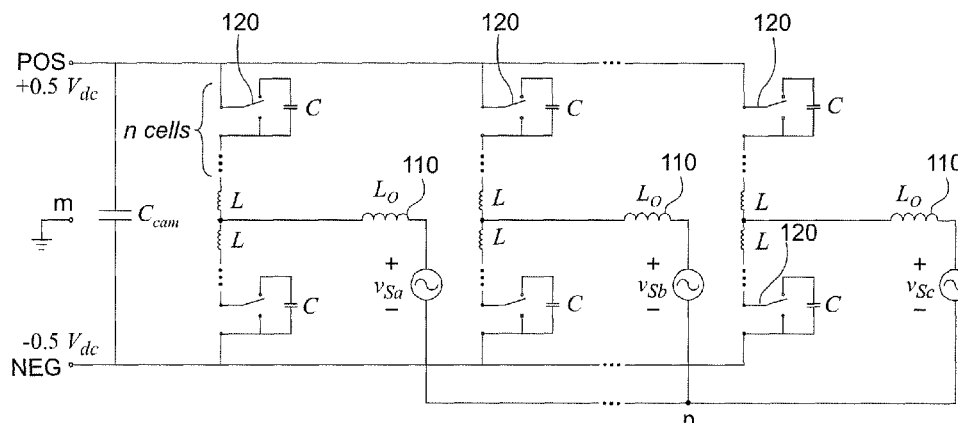 120 120 120
POS
+0.5 V_dc
C C C
n cells
110 110 110
L L_O L L_O L L_O
m
C_cam
L L L
120
+ + +
v_Sa v_Sb v_Sc
− − −
C C C
-0.5 V_dc
NEG
n